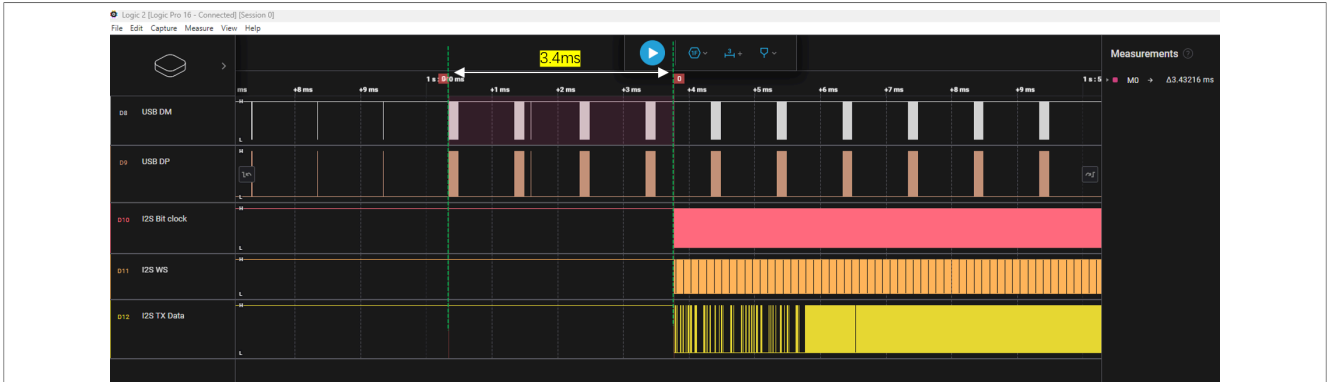 Logic 2 [Logic Pro 16 - Connected] [Session 0]
File Edit Capture Measure View Help
3.4ms
Measurements
M0 → Δ3.43216 ms
0
0
ms +8 ms +9 ms +1 ms +2 ms +3 ms +4 ms +5 ms +6 ms +7 ms +8 ms +9 ms
D8 USB DM
H
L
D9 USB DP
H
L
D10 I2S Bit clock
H
L
D11 I2S WS
H
L
D12 I2S TX Data
H
L